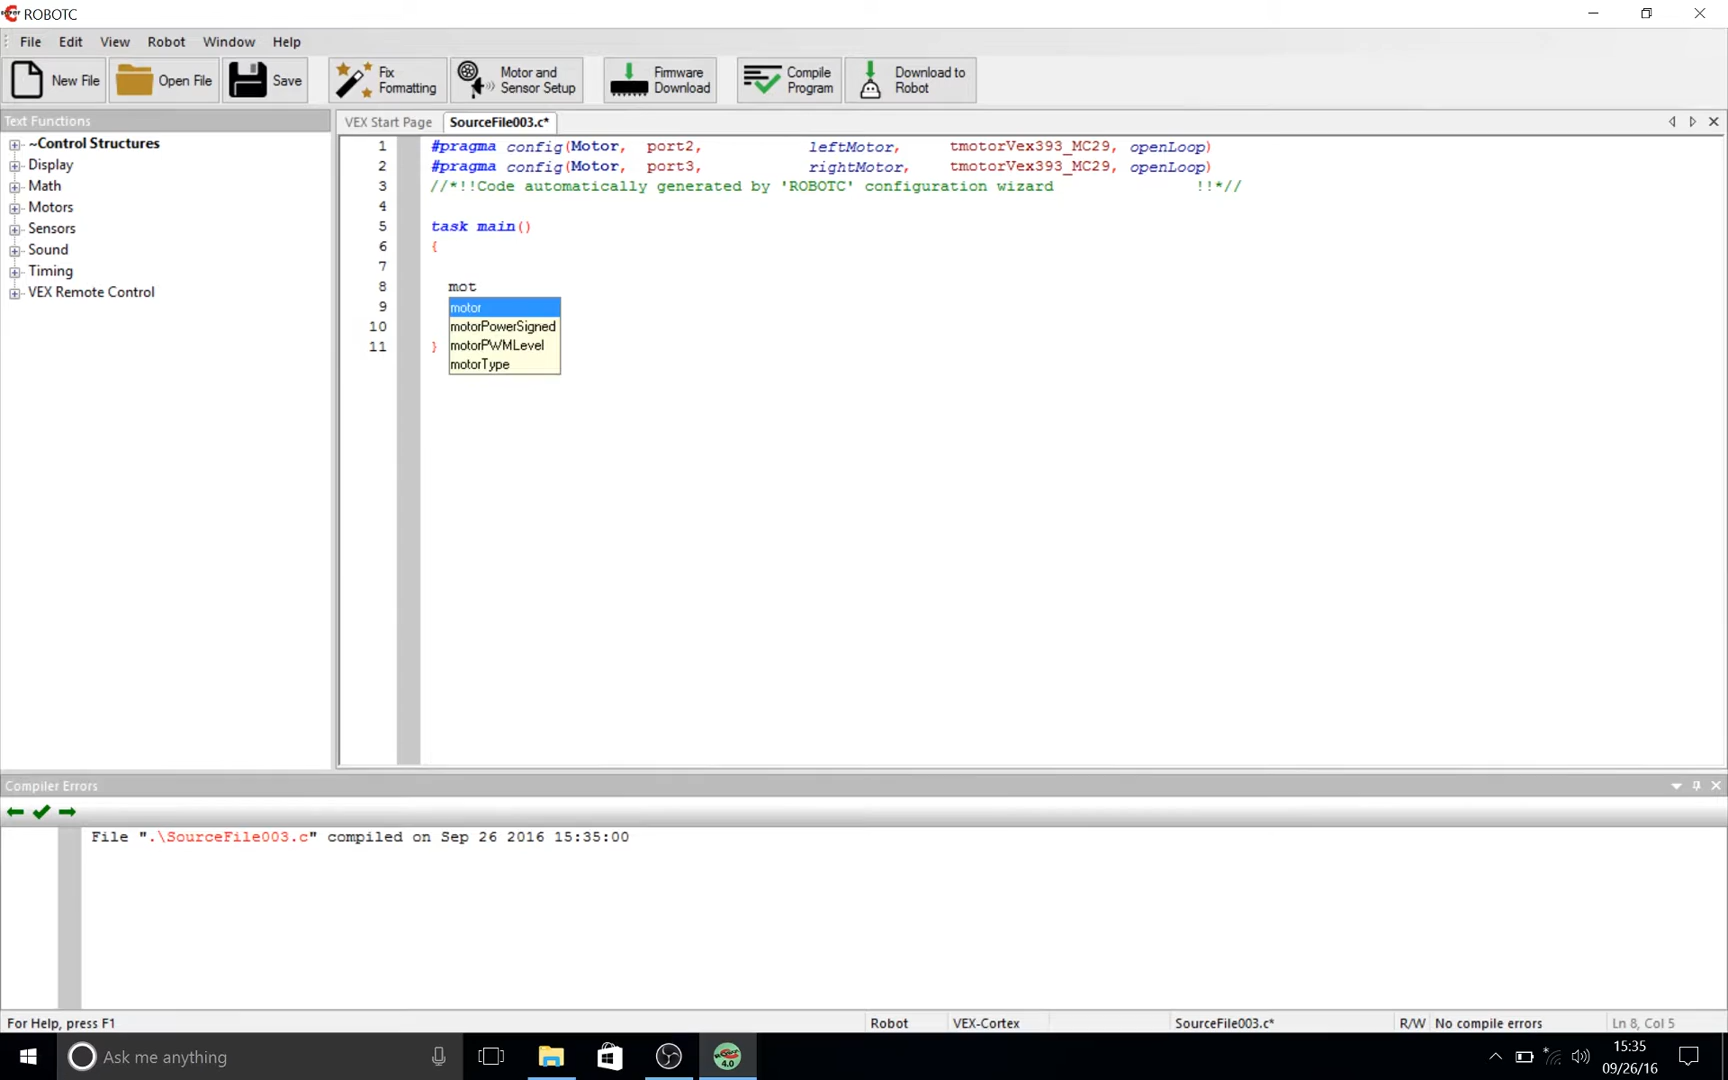 ROBOTC
File Edit View Robot Window Help
New File Open File Save Fix Formatting Motor and Sensor Setup Firmware Download Compile Program Download to Robot
Text Functions
~Control Structures
Display
Math
Motors
Sensors
Sound
Timing
VEX Remote Control
VEX Start Page SourceFile003.c*
1 #pragma config(Motor, port2, leftMotor, tmotorVex393_MC29, openLoop)
2 #pragma config(Motor, port3, rightMotor, tmotorVex393_MC29, openLoop)
3 //*!!Code automatically generated by 'ROBOTC' configuration wizard !!*//
4
5 task main()
6 {
7
8 mot
9 motor
10 motorPowerSigned
motorPWMLevel
11 }
motorType
Compiler Errors
File ".\SourceFile003.c" compiled on Sep 26 2016 15:35:00
For Help, press F1 Robot VEX-Cortex SourceFile003.c* R/W No compile errors Ln 8, Col 5
Ask me anything
4.0
15:35
09/26/16